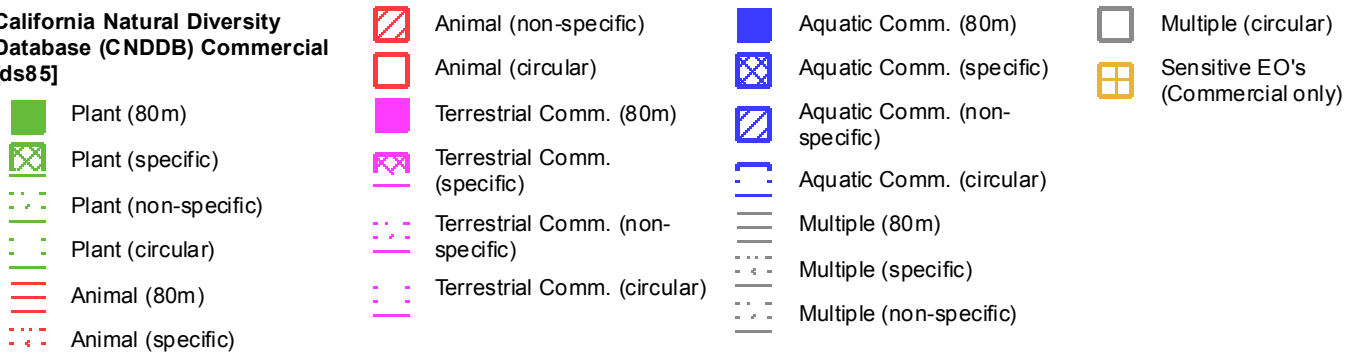 California Natural Diversity
Database (CNDDB) Commercial
[ds85]
Plant (80m)
Plant (specific)
Plant (non-specific)
Plant (circular)
Animal (80m)
Animal (specific)
Animal (non-specific)
Animal (circular)
Terrestrial Comm. (80m)
Terrestrial Comm.
(specific)
Terrestrial Comm. (non-
specific)
Terrestrial Comm. (circular)
Aquatic Comm. (80m)
Aquatic Comm. (specific)
Aquatic Comm. (non-
specific)
Aquatic Comm. (circular)
Multiple (80m)
Multiple (specific)
Multiple (non-specific)
Multiple (circular)
Sensitive EO's
(Commercial only)